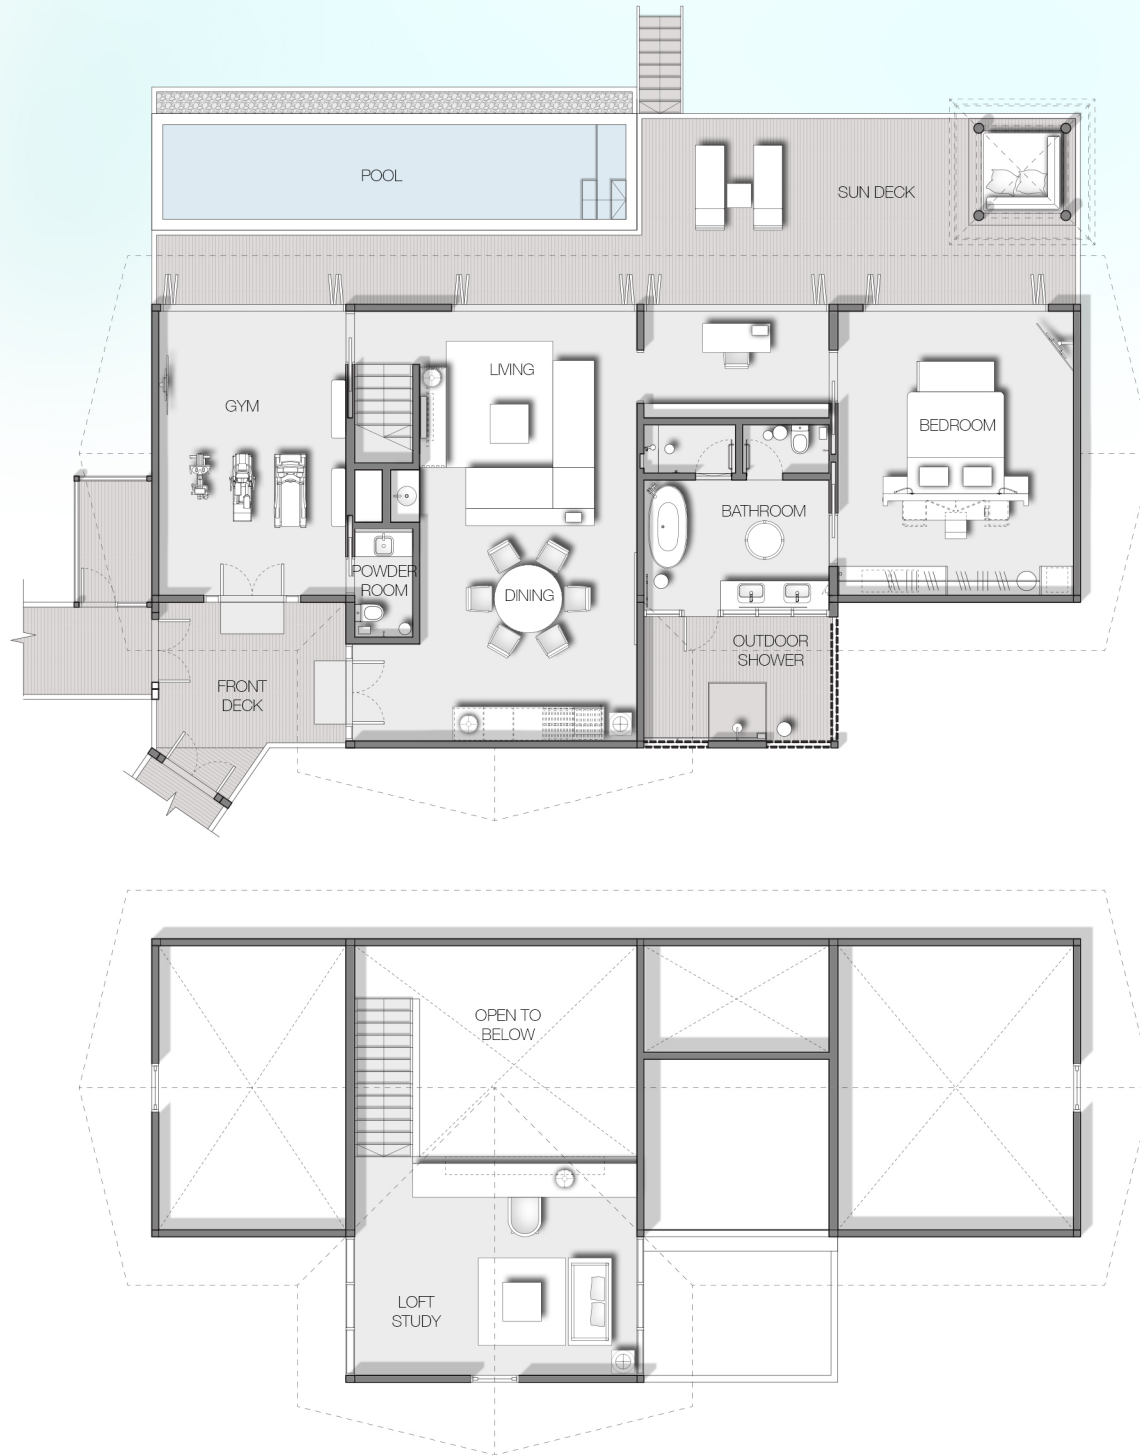 POOL
SUN DECK
LIVING
GYM
BEDROOM
BATHROOM
POWDER
ROOM
DINING
OUTDOOR
SHOWER
FRONT
DECK
OPEN TO
BELOW
LOFT
STUDY